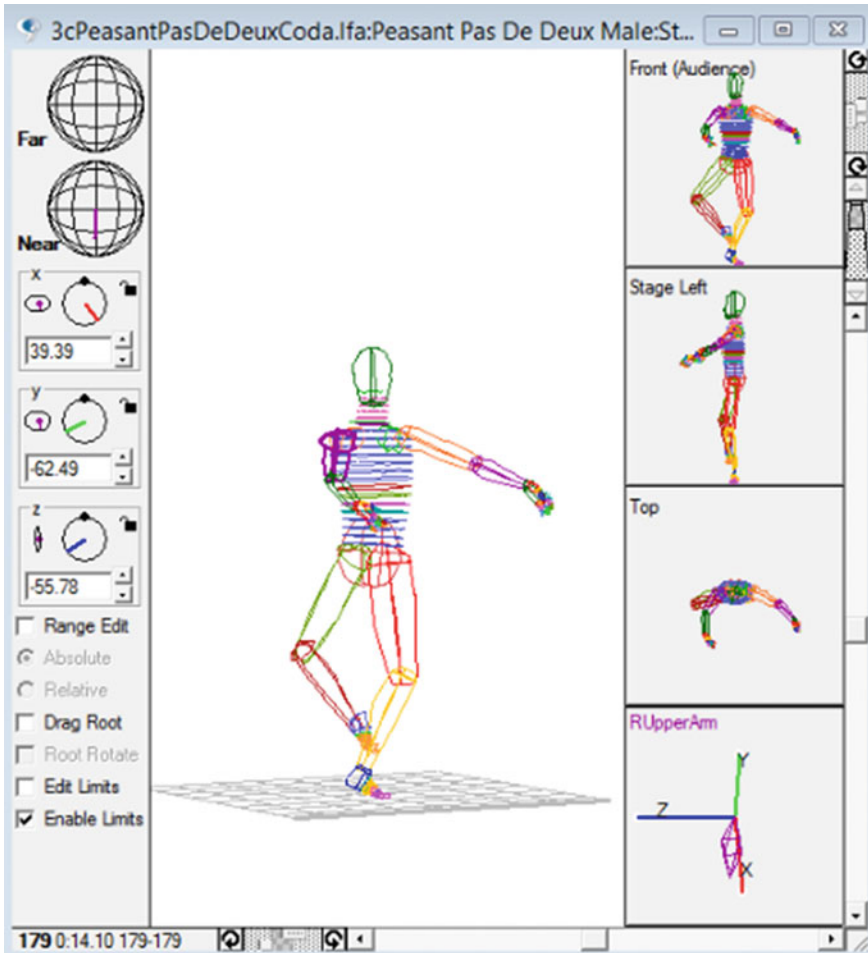 3cPeasantPasDeDeuxCoda.lfa:Peasant Pas De Deux Male:St...
Far
Near
x
39.39
y
-62.49
z
-55.78
Range Edit
Absolute
Relative
Drag Root
Root Rotate
Edit Limits
Enable Limits
Front (Audience)
Stage Left
Top
RUpperArm
Y
Z
X
179 0:14.10 179-179